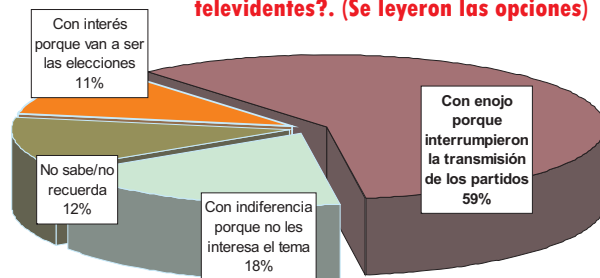 televidentes?. (Se leyeron las opciones)
Con interés
porque van a ser
las elecciones
11%
Con enojo
porque
interrumpieron
la transmisión
de los partidos
59%
No sabe/no
recuerda
12%
Con indiferencia
porque no les
interesa el tema
18%